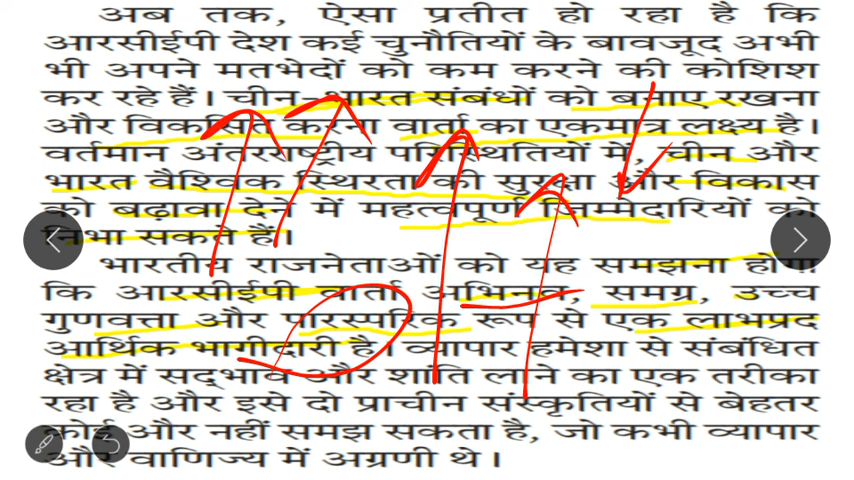 अब तक, ऐसा प्रतीत हो रहा है कि
आरसीईपी देश कई चुनौतियों के बावजूद अभी
भी अपने मतभेदों को कम करने की कोशिश
कर रहे हैं। चीन-भारत संबंधों को बनाए रखना
और विकसित करना वार्ता का एकमात्र लक्ष्य है।
वर्तमान अंतरराष्ट्रीय परिस्थितियों में, चीन और
भारत वैश्विक स्थिरता की सुरक्षा और विकास
को बढ़ावा देने में महत्वपूर्ण जिम्मेदारियों को
निभा सकते हैं।
भारतीय राजनेताओं को यह समझना होगा
कि आरसीईपी वार्ता अभिनव, समग्र, उच्च
गुणवत्ता और पारस्परिक रूप से एक लाभप्रद
आर्थिक भागीदारी है। व्यापार हमेशा से संबंधित
क्षेत्र में सद्भाव और शांति लाने का एक तरीका
रहा है और इसे दो प्राचीन संस्कृतियों से बेहतर
कोई और नहीं समझ सकता है, जो कभी व्यापार
और वाणिज्य में अग्रणी थे।